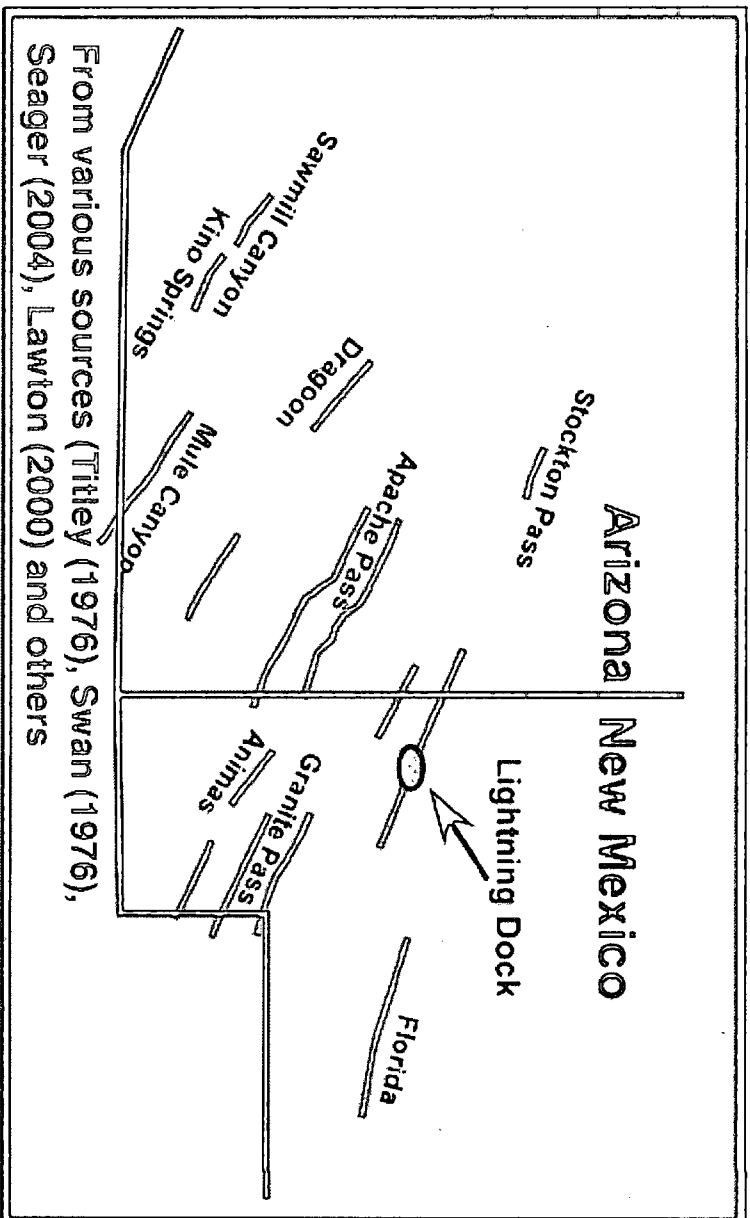 Arizona New Mexico
Stockton Pass
Lightning Dock
Sawmill Canyon
Kino Springs
Dragoon
Apache Pass
Mule Canyon
Animas
Granite Pass
Florida
From various sources (Titley (1976), Swan (1976),
Seager (2004), Lawton (2000) and others